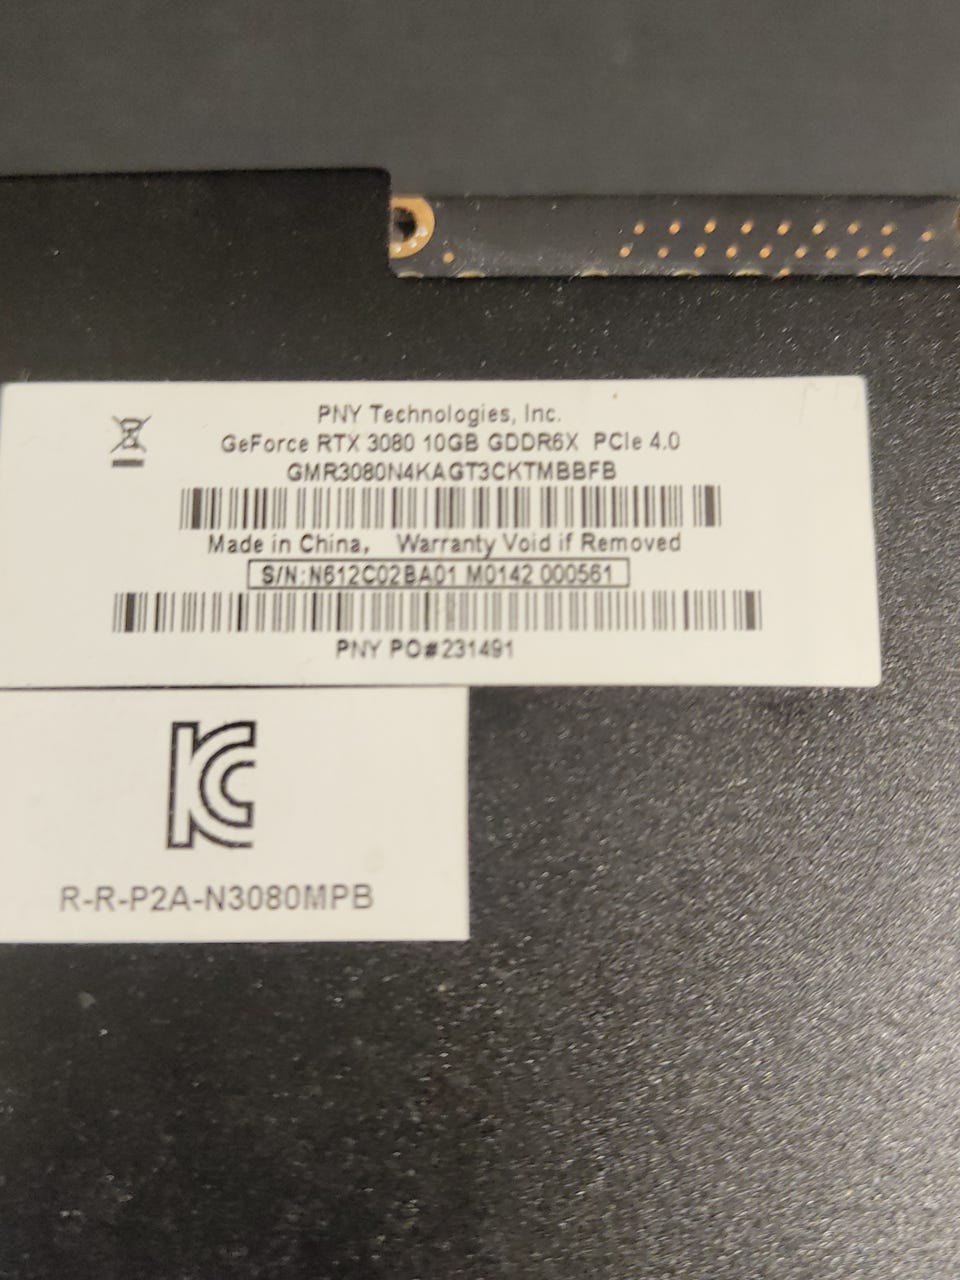 PNY Technologies, Inc.
GeForce RTX 3080 10GB GDDR6X PCIe 4.0
GMR3080N4KAGT3CKTMBBFB
Made in China, Warranty Void if Removed
S/N:N612C02BA01 M0142 000561
PNY PO#231491
KC
R-R-P2A-N3080MPB